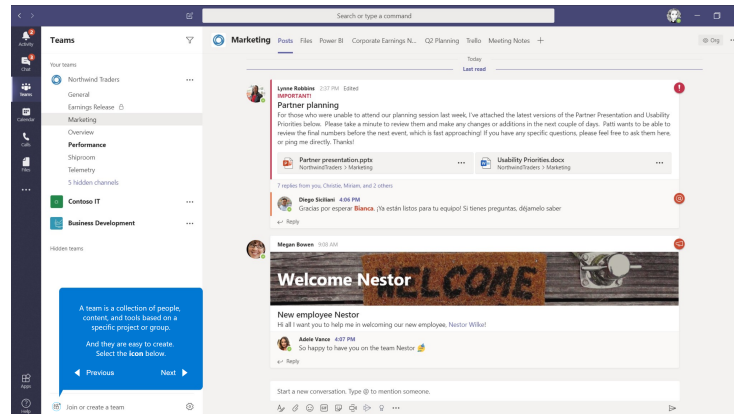 Search or type a command
2
Activity
3
Chat
Teams
Calendar
Calls
Files
Apps
Help
Teams
Your teams
Northwind Traders
General
Earnings Release
Marketing
Overview
Performance
Shiproom
Telemetry
5 hidden channels
Contoso IT
Business Development
Hidden teams
A team is a collection of people,
content, and tools based on a
specific project or group.
And they are easy to create.
Select the icon below.
Previous Next
Join or create a team
Marketing Posts Files Power BI Corporate Earnings N... Q2 Planning Trello Meeting Notes +
Org
Today
Last read
Lynne Robbins 2:37 PM Edited
IMPORTANT!
Partner planning
For those who were unable to attend our planning session last week, I've attached the latest versions of the Partner Presentation and Usability
Priorities below. Please take a minute to review them and make any changes or additions in the next couple of days. Patti wants to be able to
review the final numbers before the next event, which is fast approaching! If you have any specific questions, please feel free to ask them here,
or ping me directly. Thanks!
Partner presentation.pptx
NorthwindTraders > Marketing
Usability Priorities.docx
NorthwindTraders > Marketing
7 replies from you, Christie, Miriam, and 2 others
Diego Siciliani 4:06 PM
Gracias por esperar Bianca. ¡Ya están listos para tu equipo! Si tienes preguntas, déjamelo saber
Reply
Megan Bowen 9:08 AM
Welcome Nestor
WELCOME
New employee Nestor
Hi all I want you to help me in welcoming our new employee, Nestor Wilke!
Adele Vance 4:07 PM
So happy to have you on the team Nestor
Reply
Start a new conversation. Type @ to mention someone.
GIF